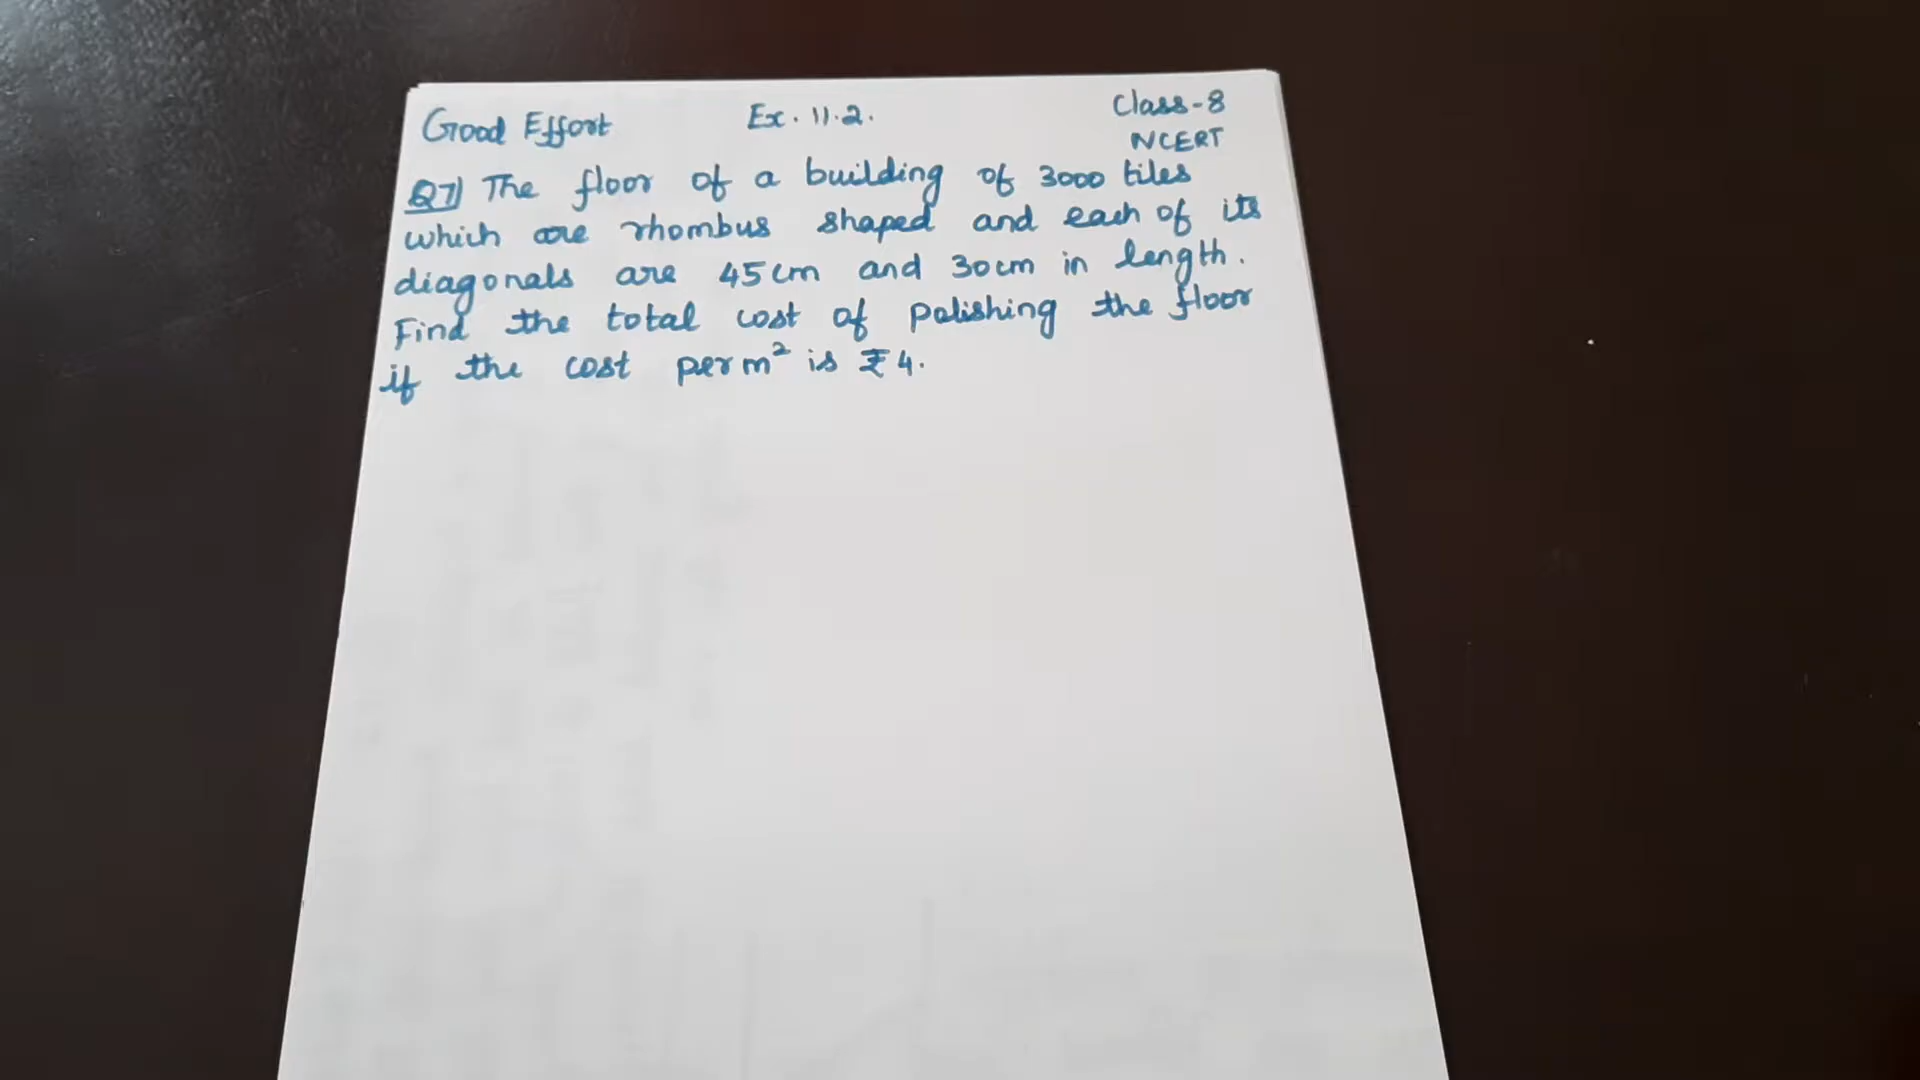 Good Effort Ex. 11.2. Class-8
NCERT
Q7) The floor of a building of 3000 tiles
which are rhombus shaped and each of its
diagonals are 45cm and 30cm in length.
Find the total cost of polishing the floor
if the cost per m² is ₹4.